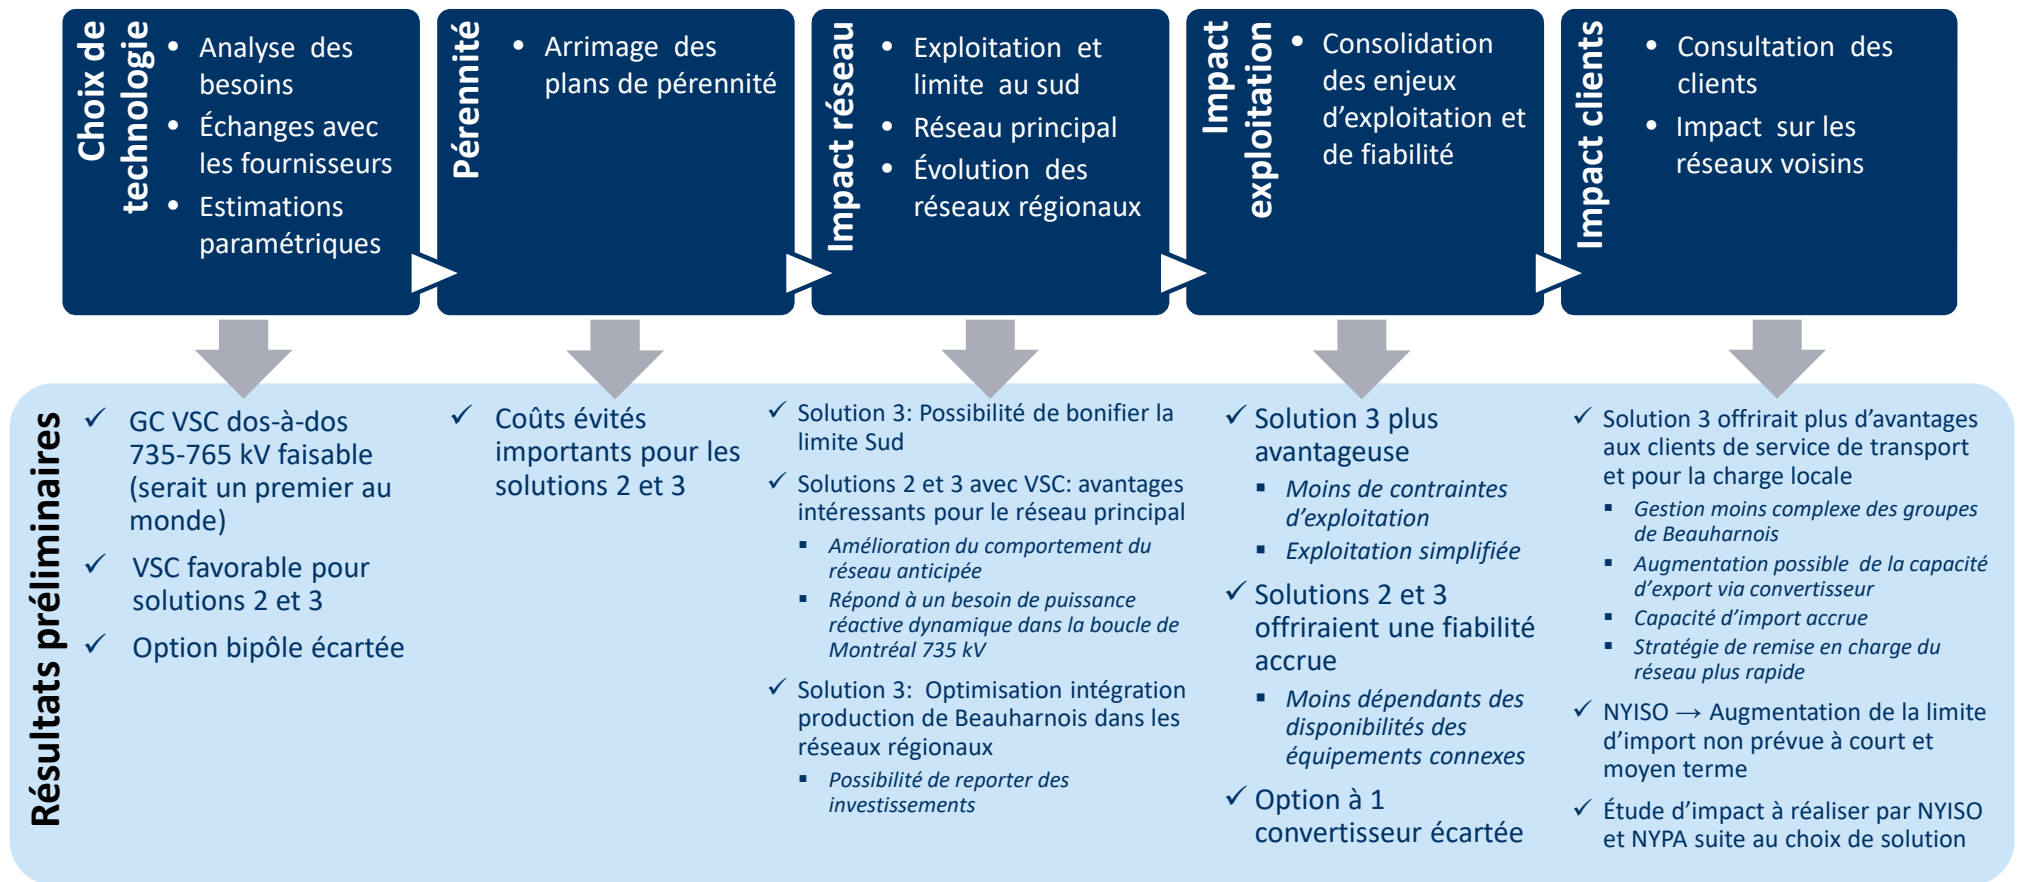 Choix de
technologie
• Analyse des
besoins
• Échanges avec
les fournisseurs
• Estimations
paramétriques
Pérennité
• Arrimage des
plans de pérennité
Impact réseau
• Exploitation et
limite au sud
• Réseau principal
• Évolution des
réseaux régionaux
Impact
exploitation
• Consolidation
des enjeux
d’exploitation et
de fiabilité
Impact clients
• Consultation des
clients
• Impact sur les
réseaux voisins
Résultats préliminaires
✓ GC VSC dos-à-dos
735-765 kV faisable
(serait un premier au
monde)
✓ VSC favorable pour
solutions 2 et 3
✓ Option bipôle écartée
✓ Coûts évités
importants pour les
solutions 2 et 3
✓ Solution 3: Possibilité de bonifier la
limite Sud
✓ Solutions 2 et 3 avec VSC: avantages
intéressants pour le réseau principal
▪ Amélioration du comportement du
réseau anticipée
▪ Répond à un besoin de puissance
réactive dynamique dans la boucle de
Montréal 735 kV
✓ Solution 3: Optimisation intégration
production de Beauharnois dans les
réseaux régionaux
▪ Possibilité de reporter des
investissements
✓ Solution 3 plus
avantageuse
▪ Moins de contraintes
d’exploitation
▪ Exploitation simplifiée
✓ Solutions 2 et 3
offriraient une fiabilité
accrue
▪ Moins dépendants des
disponibilités des
équipements connexes
✓ Option à 1
convertisseur écartée
✓ Solution 3 offrirait plus d’avantages
aux clients de service de transport
et pour la charge locale
▪ Gestion moins complexe des groupes
de Beauharnois
▪ Augmentation possible de la capacité
d’export via convertisseur
▪ Capacité d’import accrue
▪ Stratégie de remise en charge du
réseau plus rapide
✓ NYISO → Augmentation de la limite
d’import non prévue à court et
moyen terme
✓ Étude d’impact à réaliser par NYISO
et NYPA suite au choix de solution